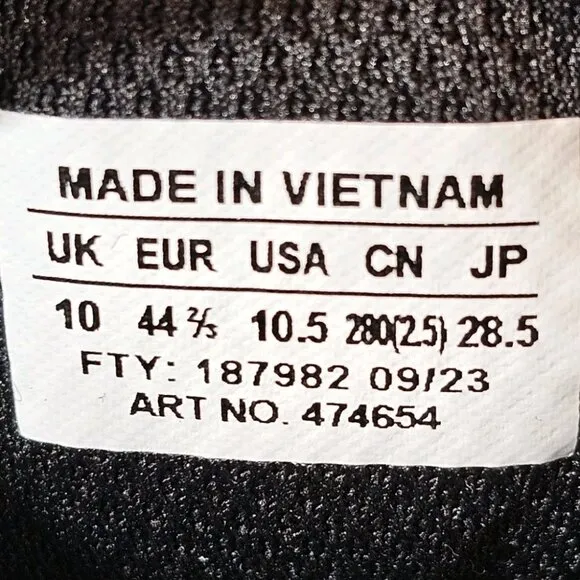 MADE IN VIETNAM
UK EUR USA CN JP
10 44 2/3 10.5 280(2.5) 28.5
FTY: 187982 09/23
ART NO. 474654